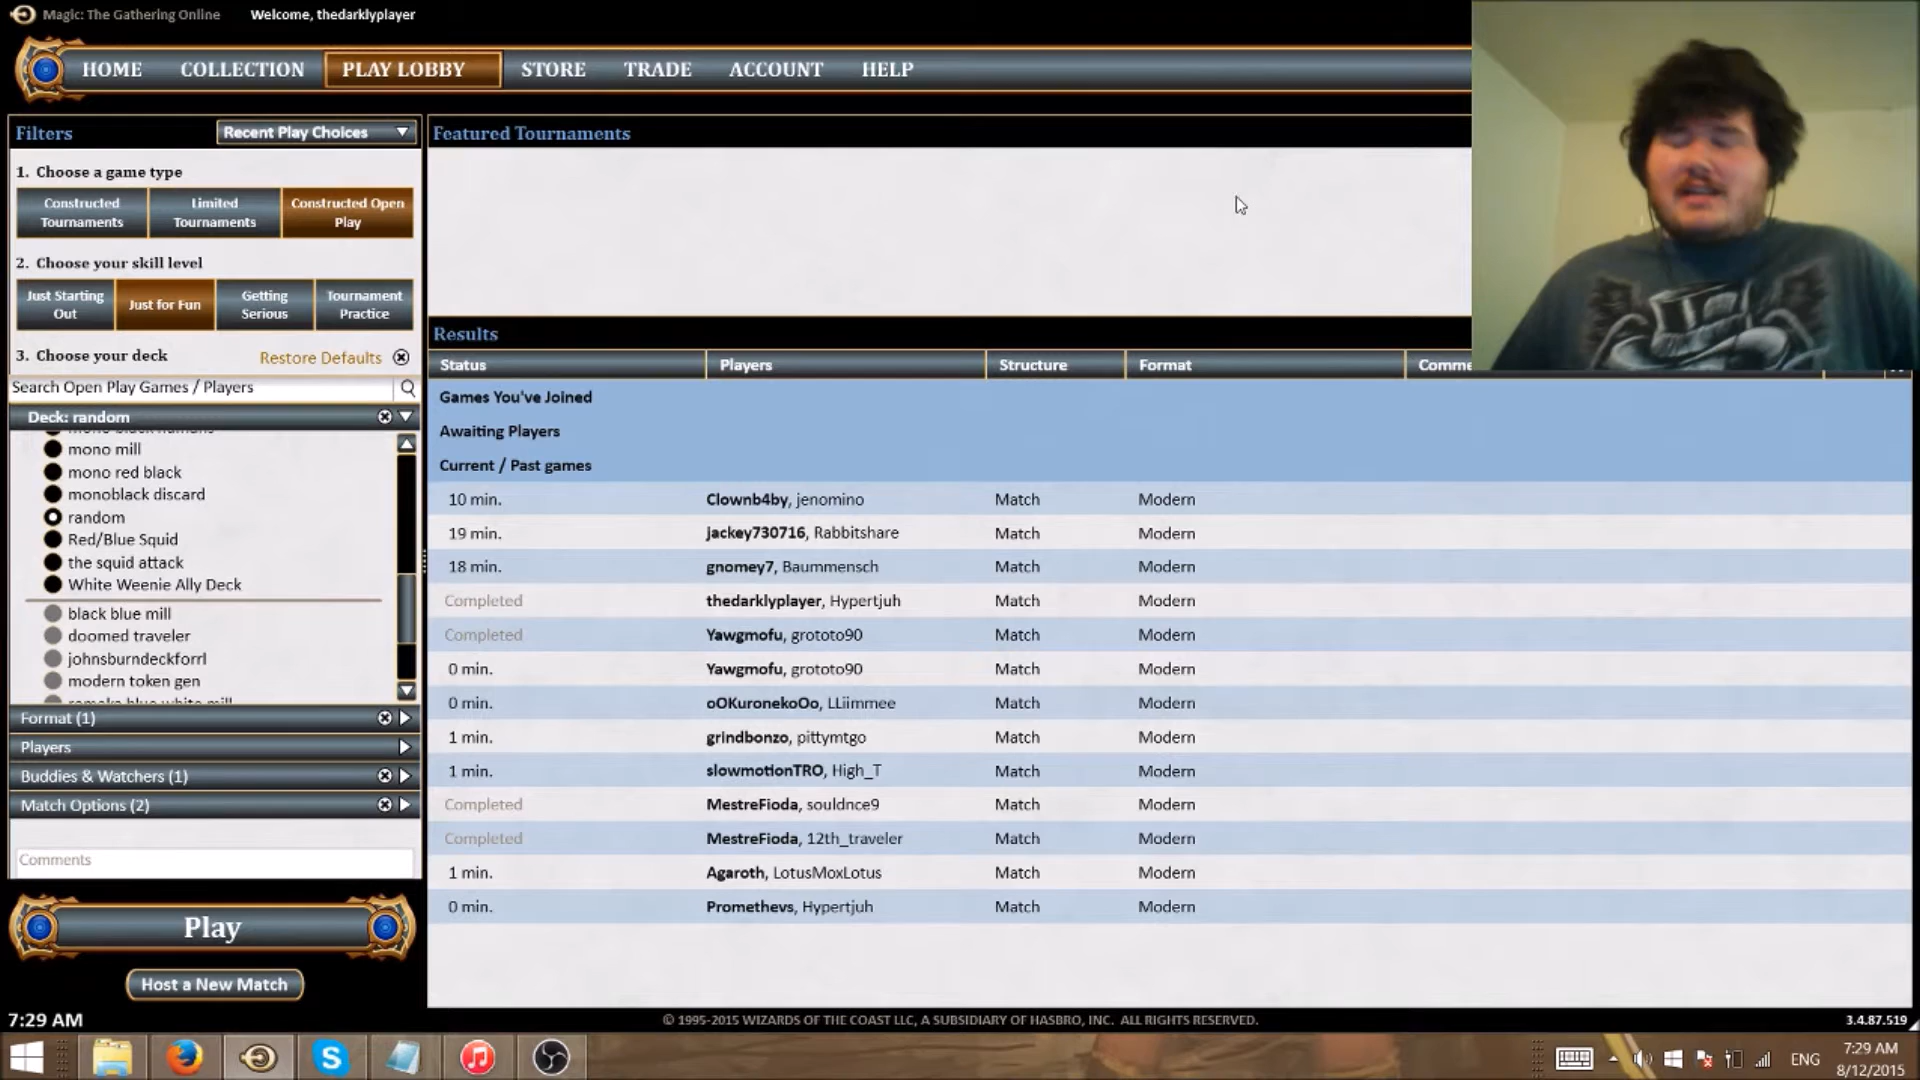 Magic: The Gathering Online Welcome, thedarklyplayer
HOME COLLECTION PLAY LOBBY STORE TRADE ACCOUNT HELP
Filters Recent Play Choices
1. Choose a game type
Constructed Tournaments Limited Tournaments Constructed Open Play
2. Choose your skill level
Just Starting Out Just for Fun Getting Serious Tournament Practice
3. Choose your deck Restore Defaults
Search Open Play Games / Players
Deck: random
mono black humans
mono mill
mono red black
monoblack discard
random
Red/Blue Squid
the squid attack
White Weenie Ally Deck
black blue mill
doomed traveler
johnsburndeckforrl
modern token gen
Format (1)
Players
Buddies & Watchers (1)
Match Options (2)
Comments
Play
Host a New Match
7:29 AM
Featured Tournaments
Results
Status Players Structure Format Comme
Games You've Joined
Awaiting Players
Current / Past games
10 min. Clownb4by, jenomino Match Modern
19 min. jackey730716, Rabbitshare Match Modern
18 min. gnomey7, Baummensch Match Modern
Completed thedarklyplayer, Hypertjuh Match Modern
Completed Yawgmofu, grototo90 Match Modern
0 min. Yawgmofu, grototo90 Match Modern
0 min. oOKuronekoOo, LLiimmee Match Modern
1 min. grindbonzo, pittymtgo Match Modern
1 min. slowmotionTRO, High_T Match Modern
Completed MestreFioda, souldnce9 Match Modern
Completed MestreFioda, 12th_traveler Match Modern
1 min. Agaroth, LotusMoxLotus Match Modern
0 min. Promethevs, Hypertjuh Match Modern
© 1995-2015 WIZARDS OF THE COAST LLC, A SUBSIDIARY OF HASBRO, INC. ALL RIGHTS RESERVED.
3.4.87.519
ENG
7:29 AM
8/12/2015